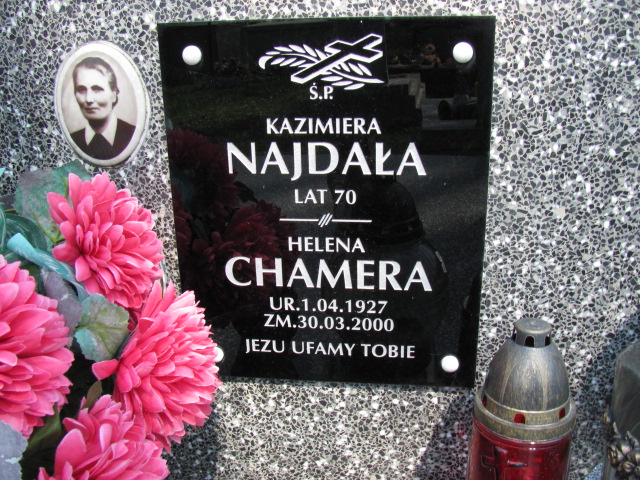 Ś.P.
KAZIMIERA
NAJDAŁA
LAT 70
HELENA
CHAMERA
UR.1.04.1927
ZM.30.03.2000
JEZU UFAMY TOBIE